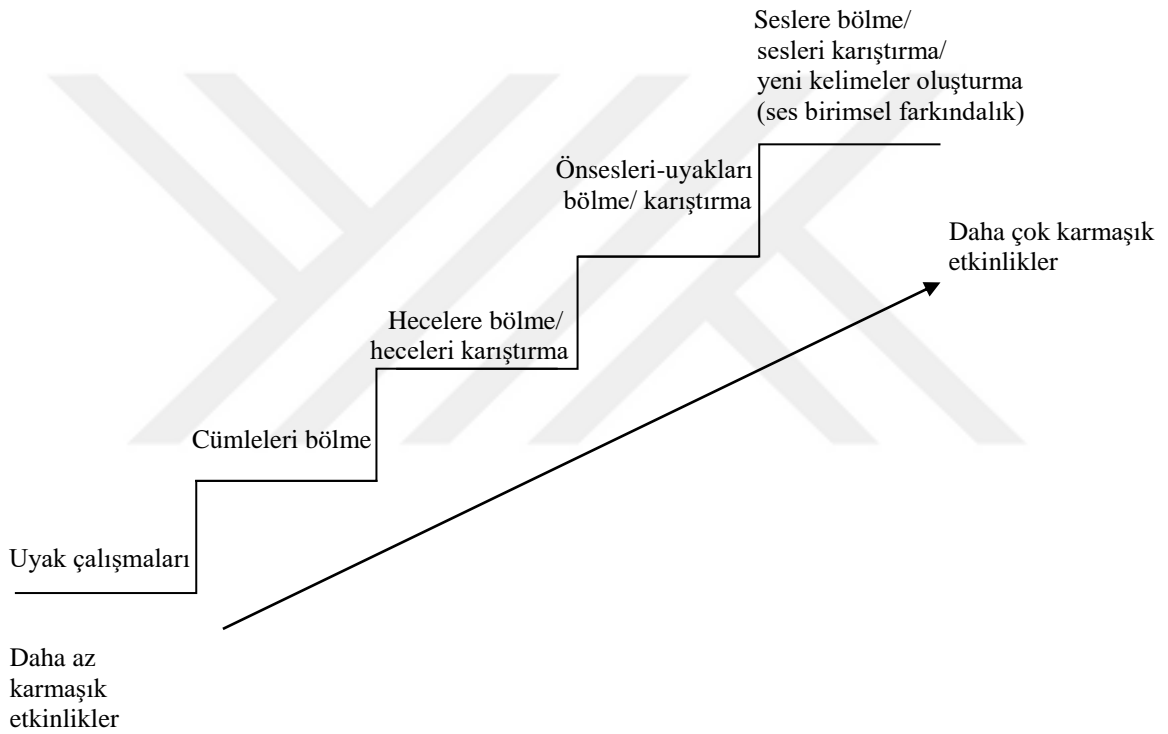 Seslere bölme/
sesleri karıştırma/
yeni kelimeler oluşturma
(ses birimsel farkındalık)
Önsesleri-uyakları
bölme/ karıştırma
Daha çok karmaşık
etkinlikler
Hecelere bölme/
heceleri karıştırma
Cümleleri bölme
Uyak çalışmaları
Daha az
karmaşık
etkinlikler